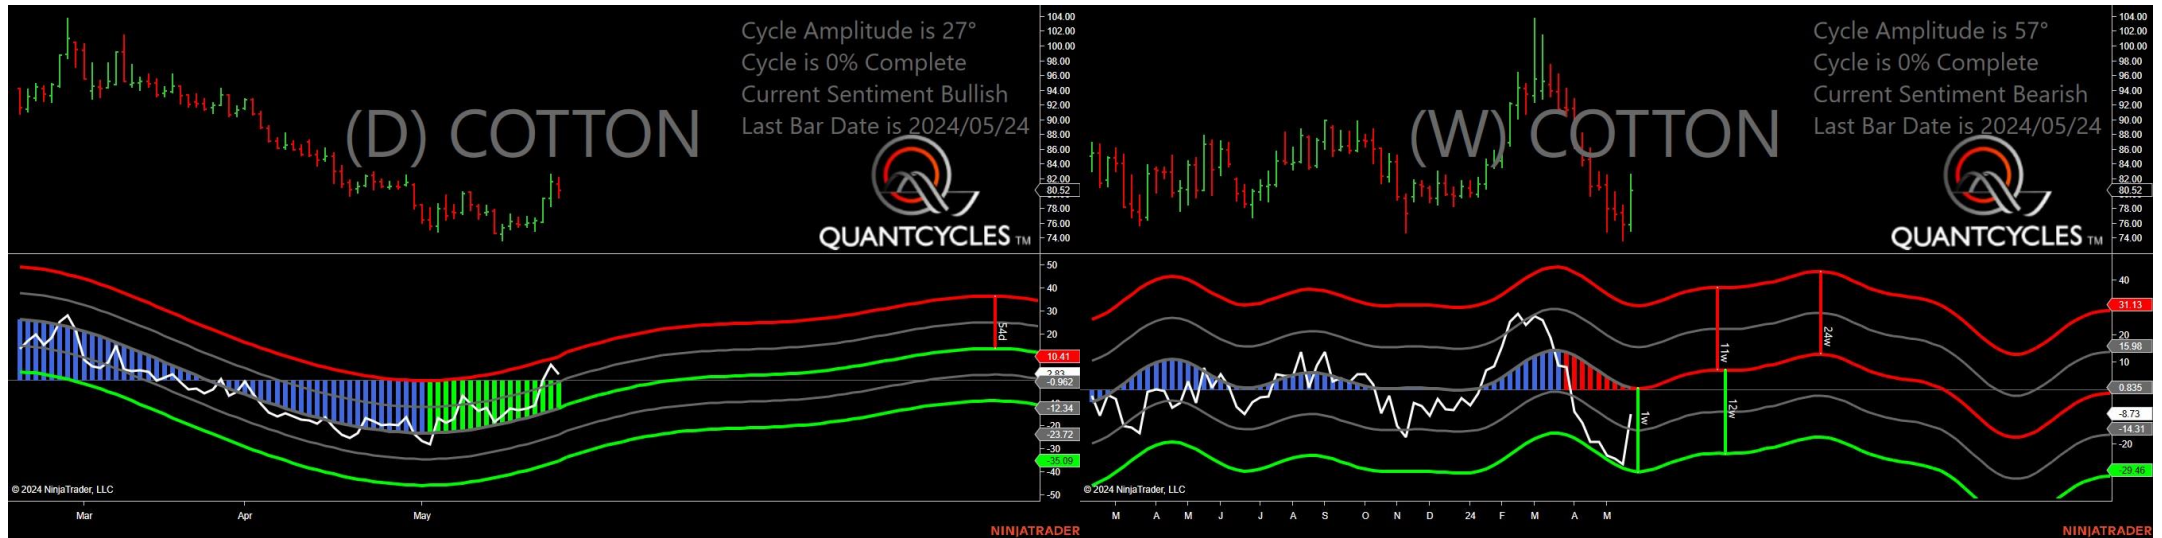 Cycle Amplitude is 27°
Cycle is 0% Complete
Current Sentiment Bullish
Last Bar Date is 2024/05/24
(D) COTTON
QUANTCYCLES TM
104.00
102.00
100.00
98.00
96.00
94.00
92.00
90.00
88.00
86.00
84.00
82.00
80.52
78.00
76.00
74.00
54d
50
40
30
20
10.41
2.83
-0.962
-12.34
-20
-23.72
-30
-35.09
-40
-50
© 2024 NinjaTrader, LLC
Mar Apr May
NINJATRADER
Cycle Amplitude is 57°
Cycle is 0% Complete
Current Sentiment Bearish
Last Bar Date is 2024/05/24
(W) COTTON
QUANTCYCLES TM
104.00
102.00
100.00
98.00
96.00
94.00
92.00
90.00
88.00
86.00
84.00
82.00
80.52
78.00
76.00
74.00
11w
24w
1w
12w
40
31.13
20
15.98
10
0.835
-8.73
-14.31
-20
-29.46
© 2024 NinjaTrader, LLC
M A M J J A S O N D 24 F M A M
NINJATRADER